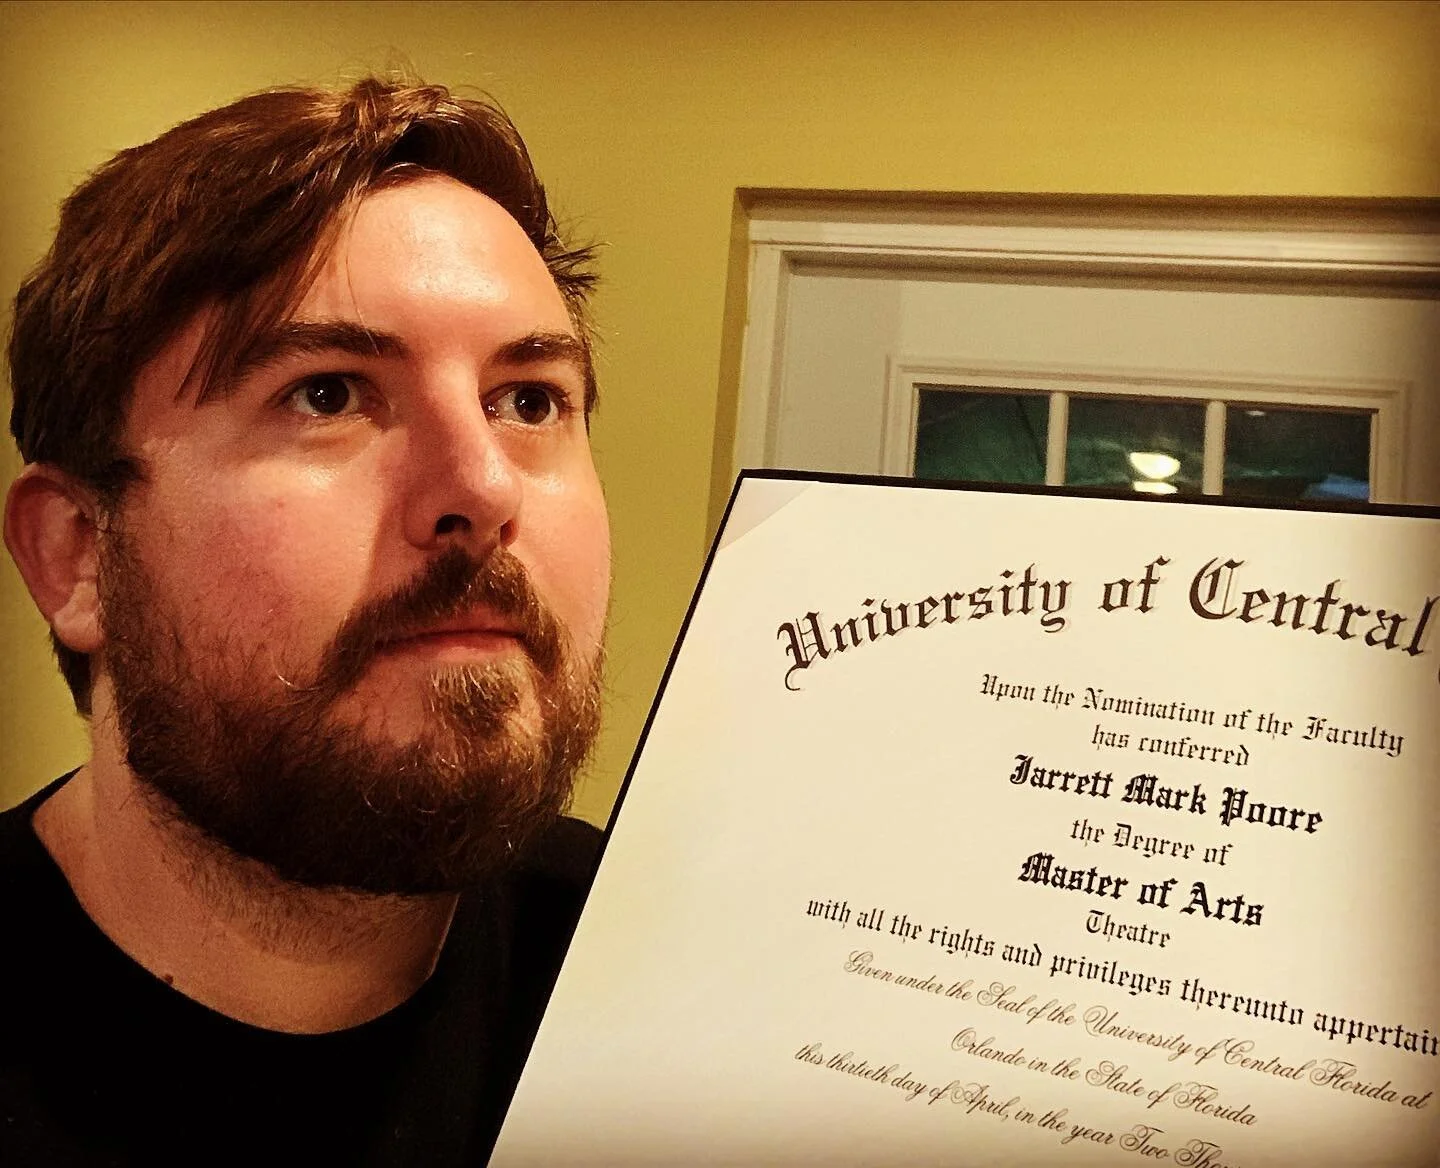 University of Central
Upon the Nomination of the Faculty
has conferred
Jarrett Mark Poore
the Degree of
Master of Arts
Theatre
with all the rights and privileges thereunto
Given under the Seal of the University of Central Florida at
Orlando in the State of Florida
this thirtieth day of April, in the year Two